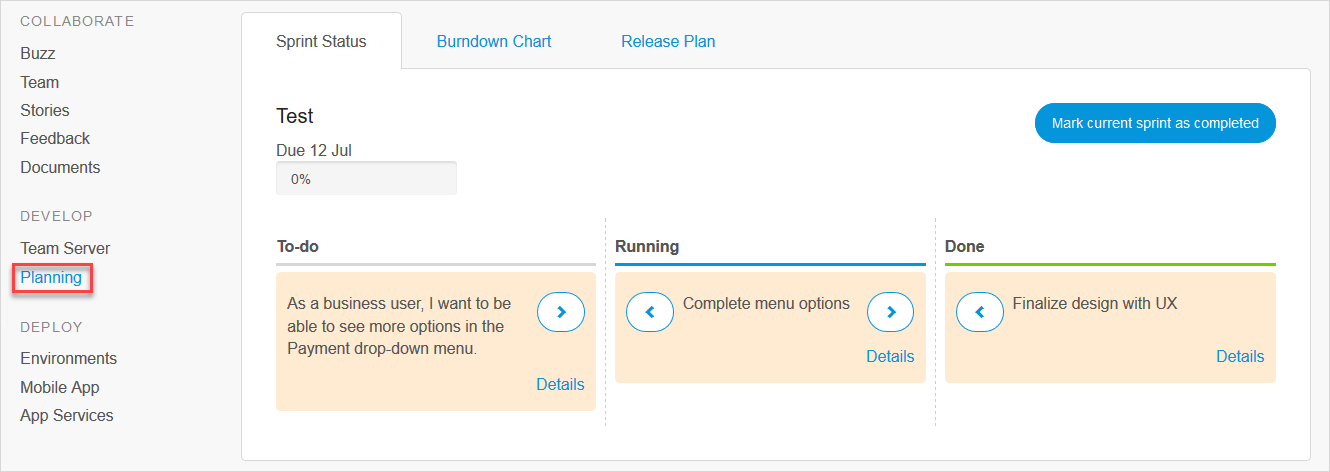 COLLABORATE
Buzz
Team
Stories
Feedback
Documents
DEVELOP
Team Server
Planning
DEPLOY
Environments
Mobile App
App Services
Sprint Status
Burndown Chart
Release Plan
Test
Due 12 Jul
0%
Mark current sprint as completed
To-do
As a business user, I want to be
able to see more options in the
Payment drop-down menu.
Details
Running
Complete menu options
Details
Done
Finalize design with UX
Details